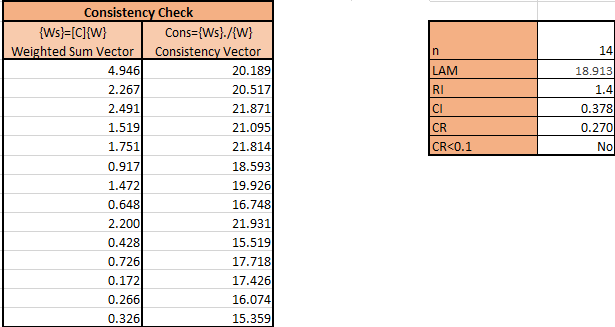 Consistency Check
{Ws}=[C]{W} Cons={Ws}./{W}
Weighted Sum Vector Consistency Vector
4.946 20.189
2.267 20.517
2.491 21.871
1.519 21.095
1.751 21.814
0.917 18.593
1.472 19.926
0.648 16.748
2.200 21.931
0.428 15.519
0.726 17.718
0.172 17.426
0.266 16.074
0.326 15.359
n 14
LAM 18.913
RI 1.4
CI 0.378
CR 0.270
CR<0.1 No